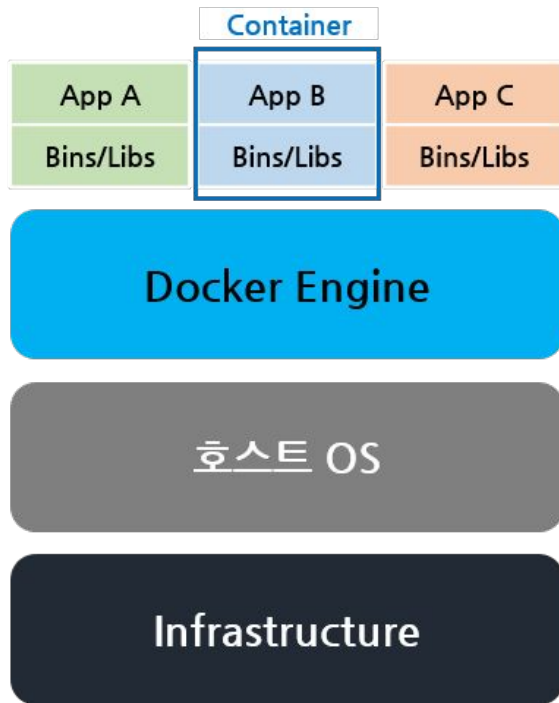 Container
App A App B App C
Bins/Libs Bins/Libs Bins/Libs
Docker Engine
호스트 OS
Infrastructure